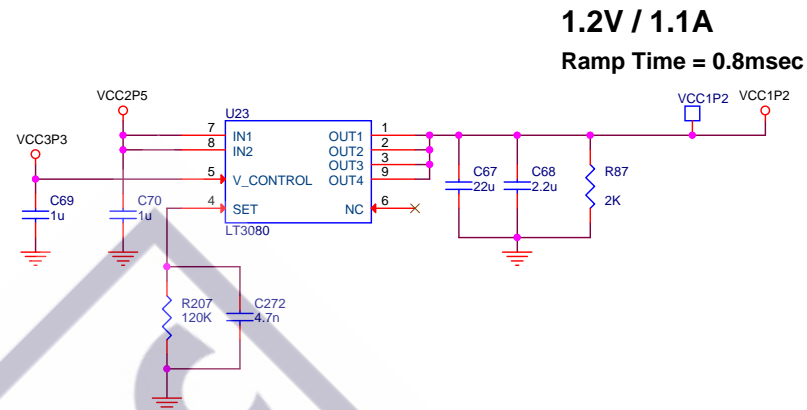 1.2V / 1.1A
Ramp Time = 0.8msec
VCC2P5
VCC1P2
VCC1P2
U23
VCC3P3
7
IN1
OUT1
1
8
IN2
OUT2
2
OUT3
3
5
V_CONTROL
OUT4
9
4
SET
NC
6
LT3080
C69
1u
C70
1u
C67
22u
C68
2.2u
R87
2K
R207
120K
C272
4.7n